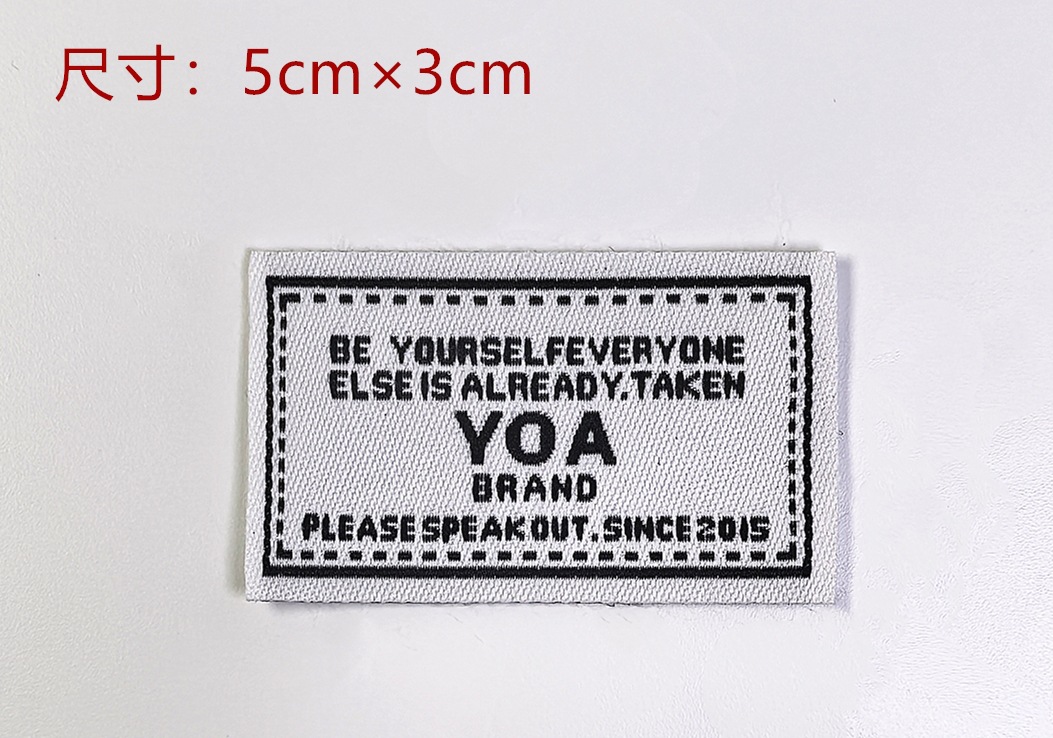 尺寸：5cm×3cm
BE YOURSELFEVERYONE
ELSE IS ALREADY.TAKEN
YOA
BRAND
PLEASE SPEAK OUT.SINCE 2015